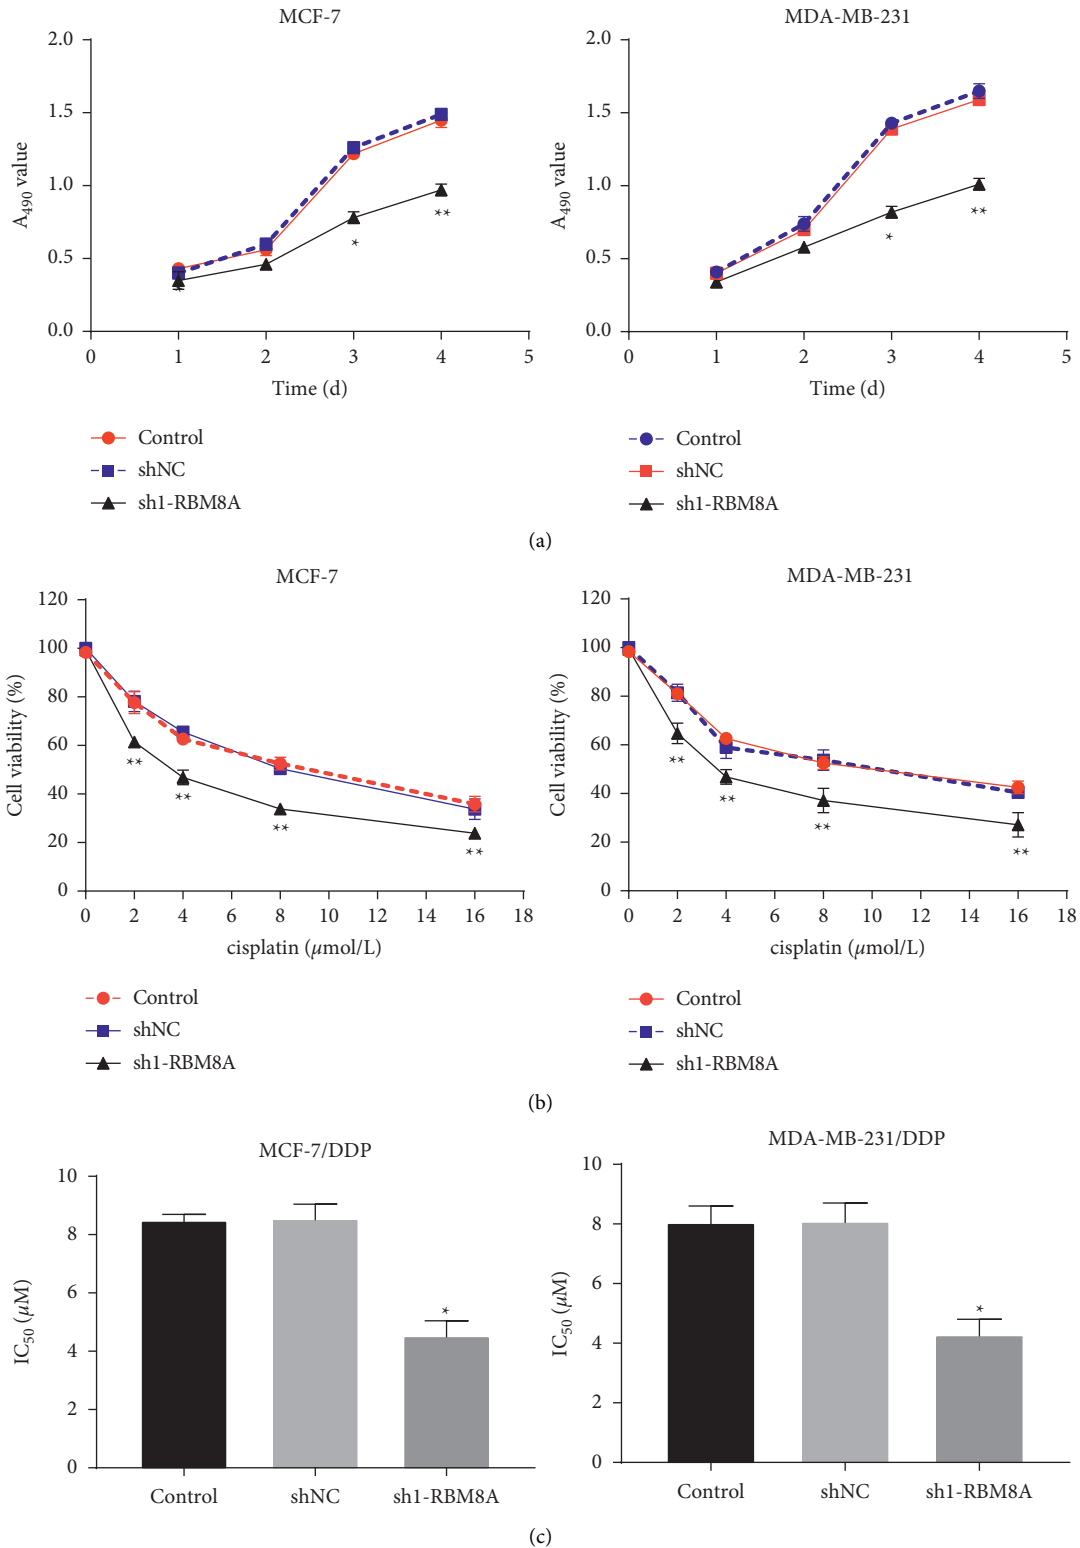 MCF-7
2.0
1.5
1.0
0.5
0.0
A490 value
*
*
**
0 1 2 3 4 5
Time (d)
Control
shNC
sh1-RBM8A
MDA-MB-231
2.0
1.5
1.0
0.5
0.0
A490 value
*
**
0 1 2 3 4 5
Time (d)
Control
shNC
sh1-RBM8A
(a)
MCF-7
120
100
80
60
40
20
0
Cell viability (%)
**
**
**
**
0 2 4 6 8 10 12 14 16 18
cisplatin (μmol/L)
Control
shNC
sh1-RBM8A
MDA-MB-231
120
100
80
60
40
20
0
Cell viability (%)
**
**
**
**
0 2 4 6 8 10 12 14 16 18
cisplatin (μmol/L)
Control
shNC
sh1-RBM8A
(b)
MCF-7/DDP
10
8
6
4
2
0
IC50 (μM)
*
Control shNC sh1-RBM8A
MDA-MB-231/DDP
10
8
6
4
2
0
IC50 (μM)
*
Control shNC sh1-RBM8A
(c)